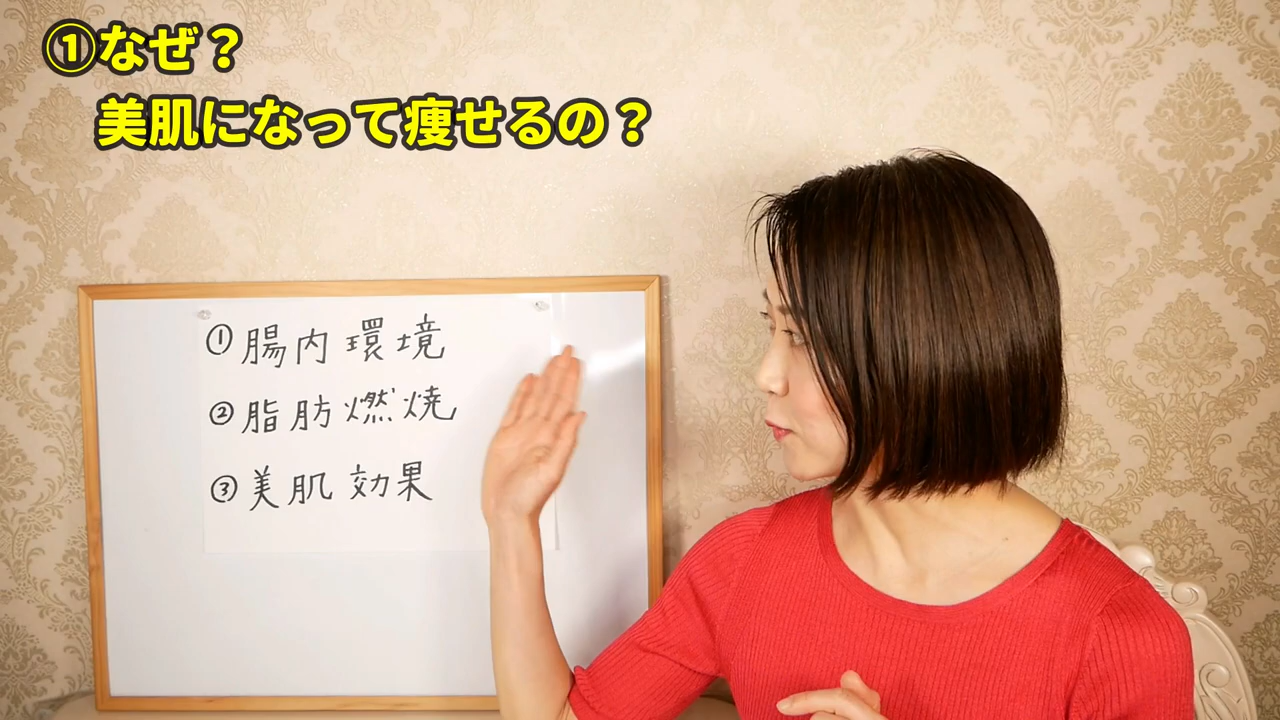 ①なぜ？
美肌になって痩せるの？
①腸内環境
②脂肪燃焼
③美肌効果